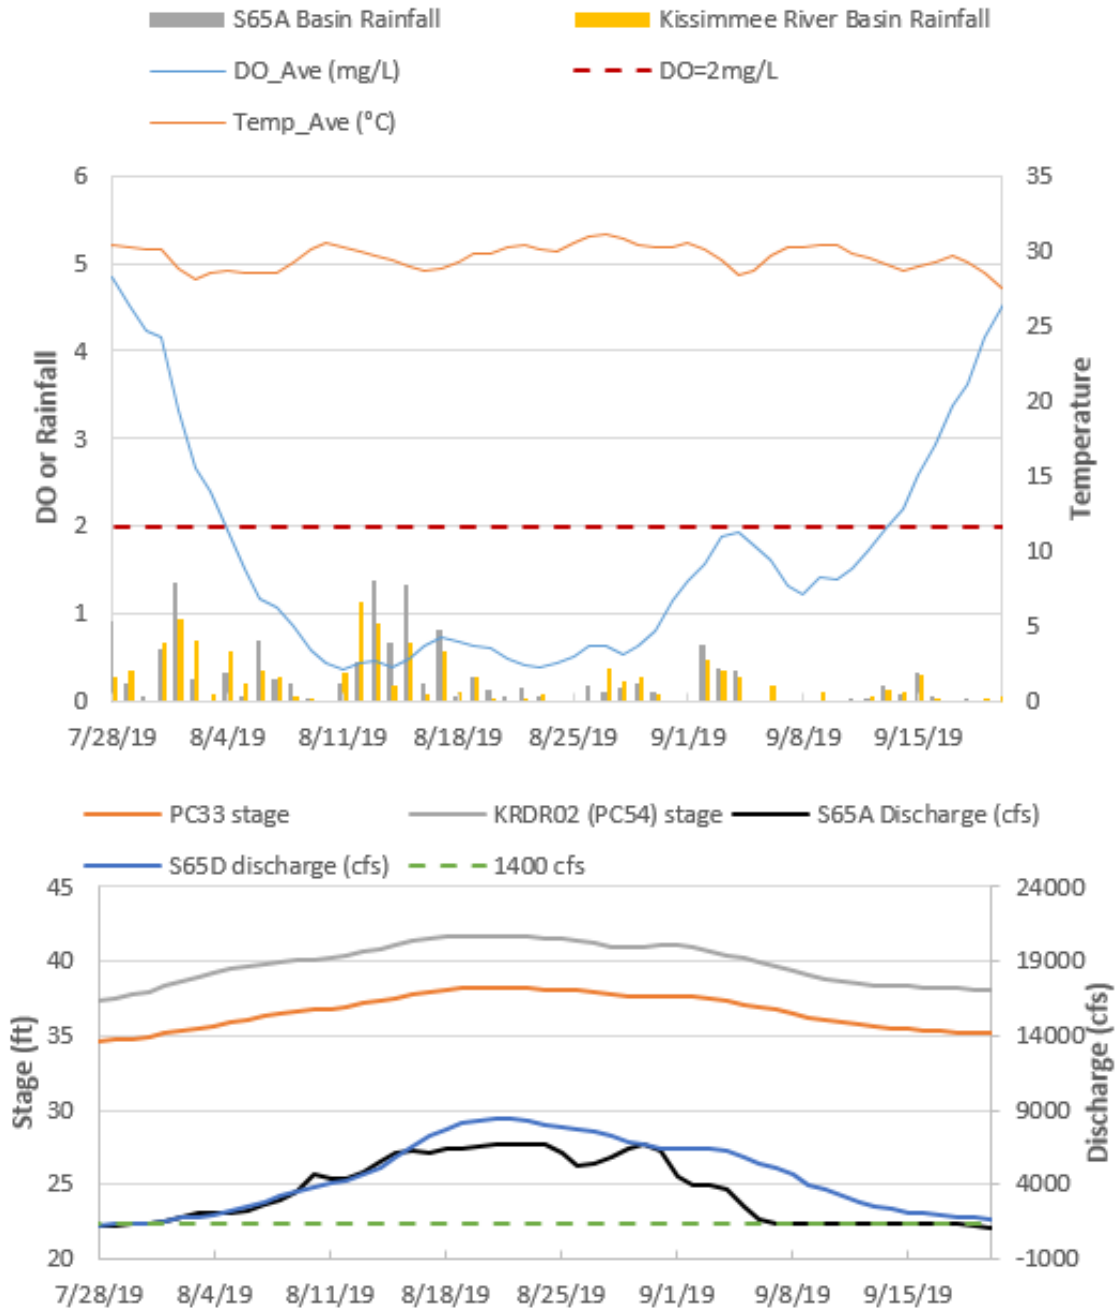 S65A Basin Rainfall Kissimmee River Basin Rainfall
DO_Ave (mg/L) DO=2mg/L
Temp_Ave (°C)
6 35
30
5
25
4
20
3
15
2
10
1
5
0 0
DO or Rainfall
Temperature
7/28/19 8/4/19 8/11/19 8/18/19 8/25/19 9/1/19 9/8/19 9/15/19
PC33 stage KRDR02 (PC54) stage S65A Discharge (cfs)
S65D discharge (cfs) 1400 cfs
45 24000
40 19000
35 14000
30 9000
25 4000
20 -1000
Stage (ft)
Discharge (cfs)
7/28/19 8/4/19 8/11/19 8/18/19 8/25/19 9/1/19 9/8/19 9/15/19